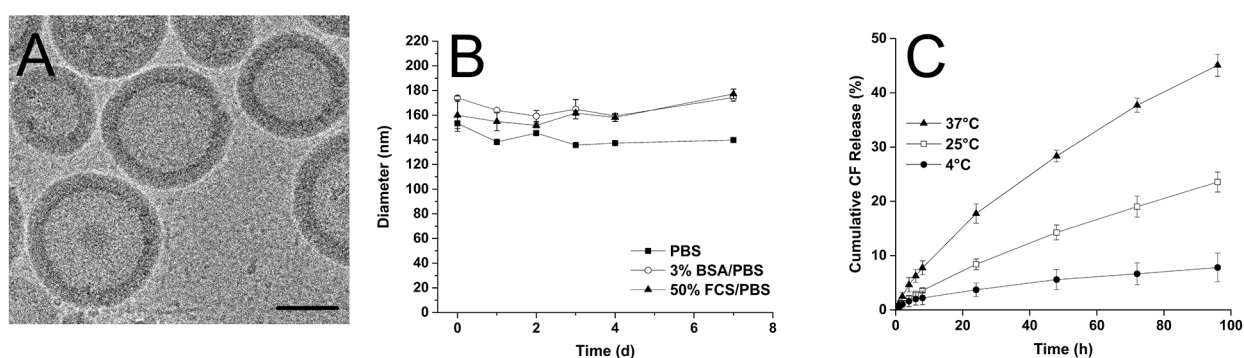 A
B
220
200
180
160
140
120
100
80
60
40
20
0
Diameter (nm)
PBS
3% BSA/PBS
50% FCS/PBS
0
2
4
6
8
Time (d)
C
50
40
30
20
10
0
Cumulative CF Release (%)
37°C
25°C
4°C
0
20
40
60
80
100
Time (h)